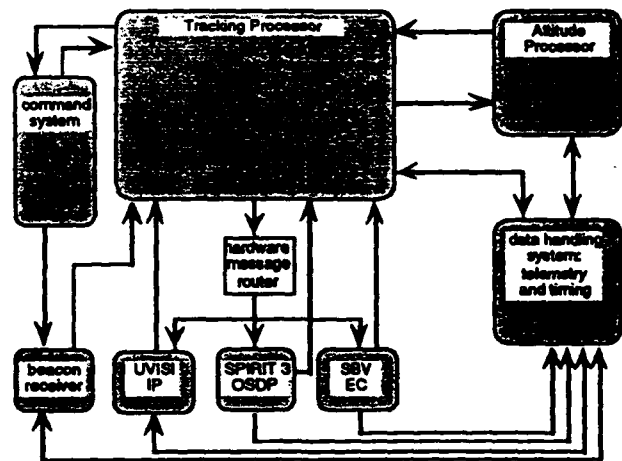 Tracking Processor
Attitude
Processor
command
system
hardware
message
router
data handling
system:
telemetry
and timing
beacon
receiver
UVISI
IP
SPIRIT 3
OSDP
SBV
EC